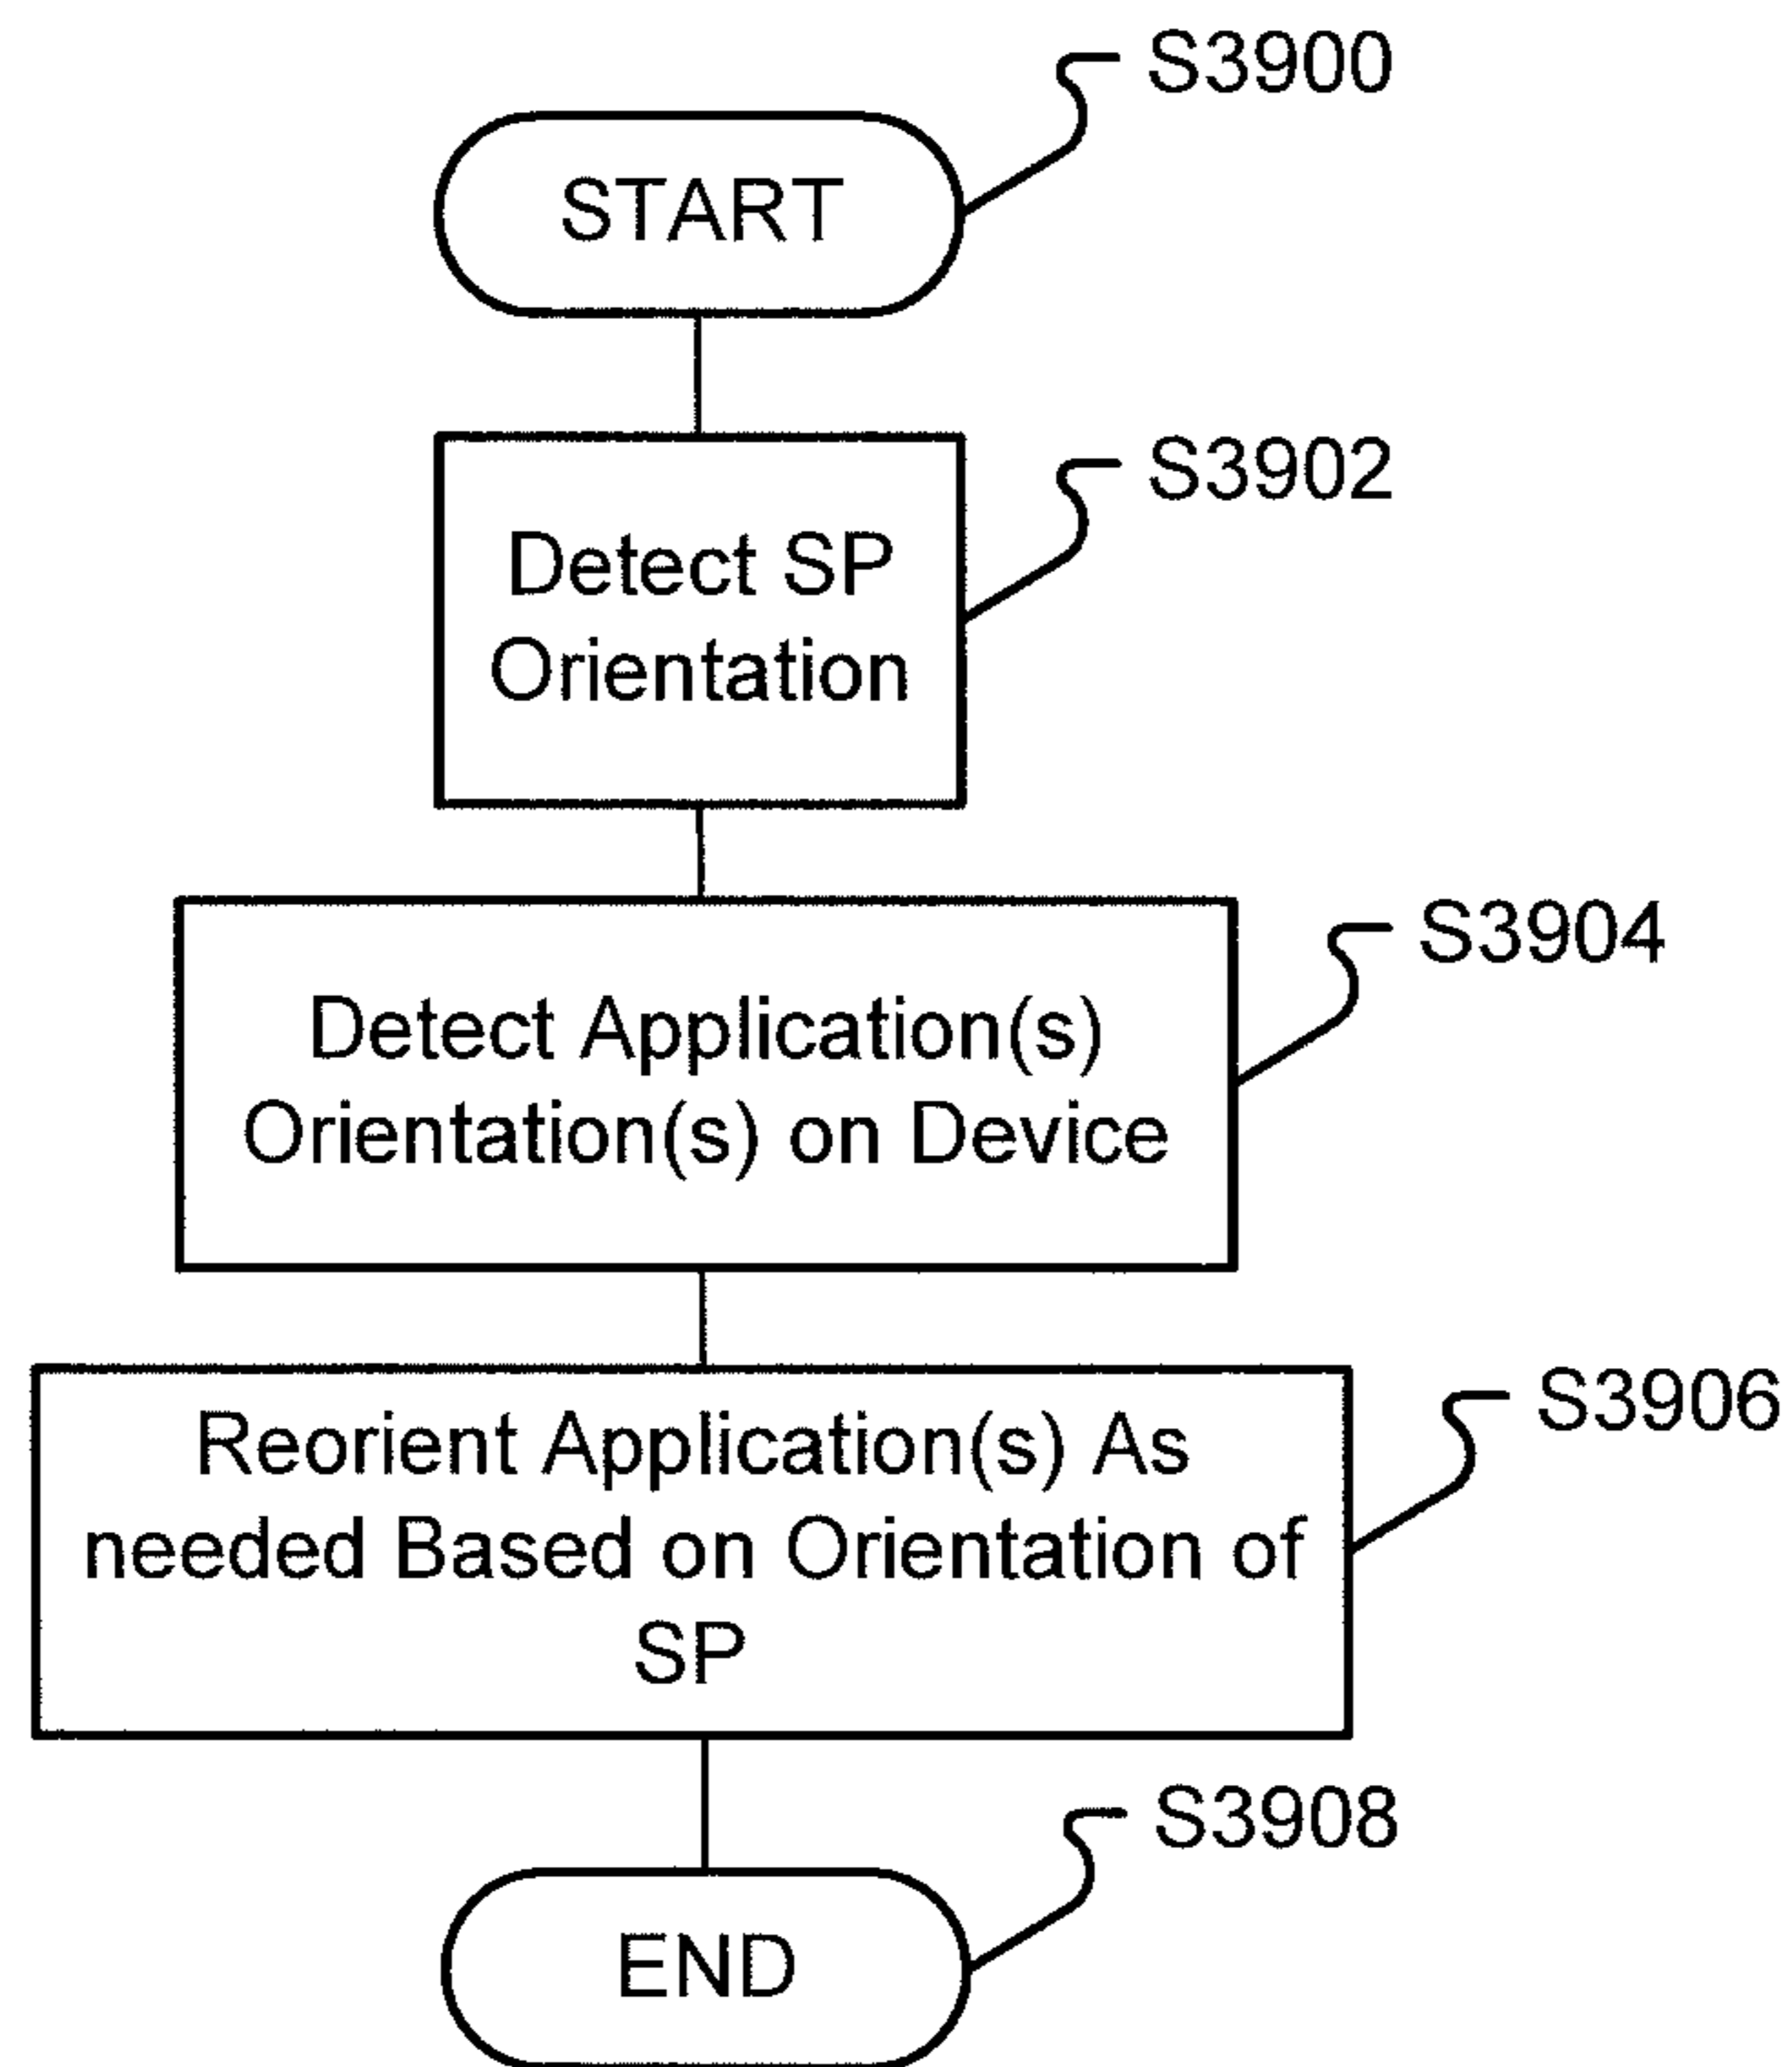 S3900
START
S3902
Detect SP
Orientation
S3904
Detect Application(s)
Orientation(s) on Device
S3906
Reorient Application(s) As
needed Based on Orientation of
SP
S3908
END